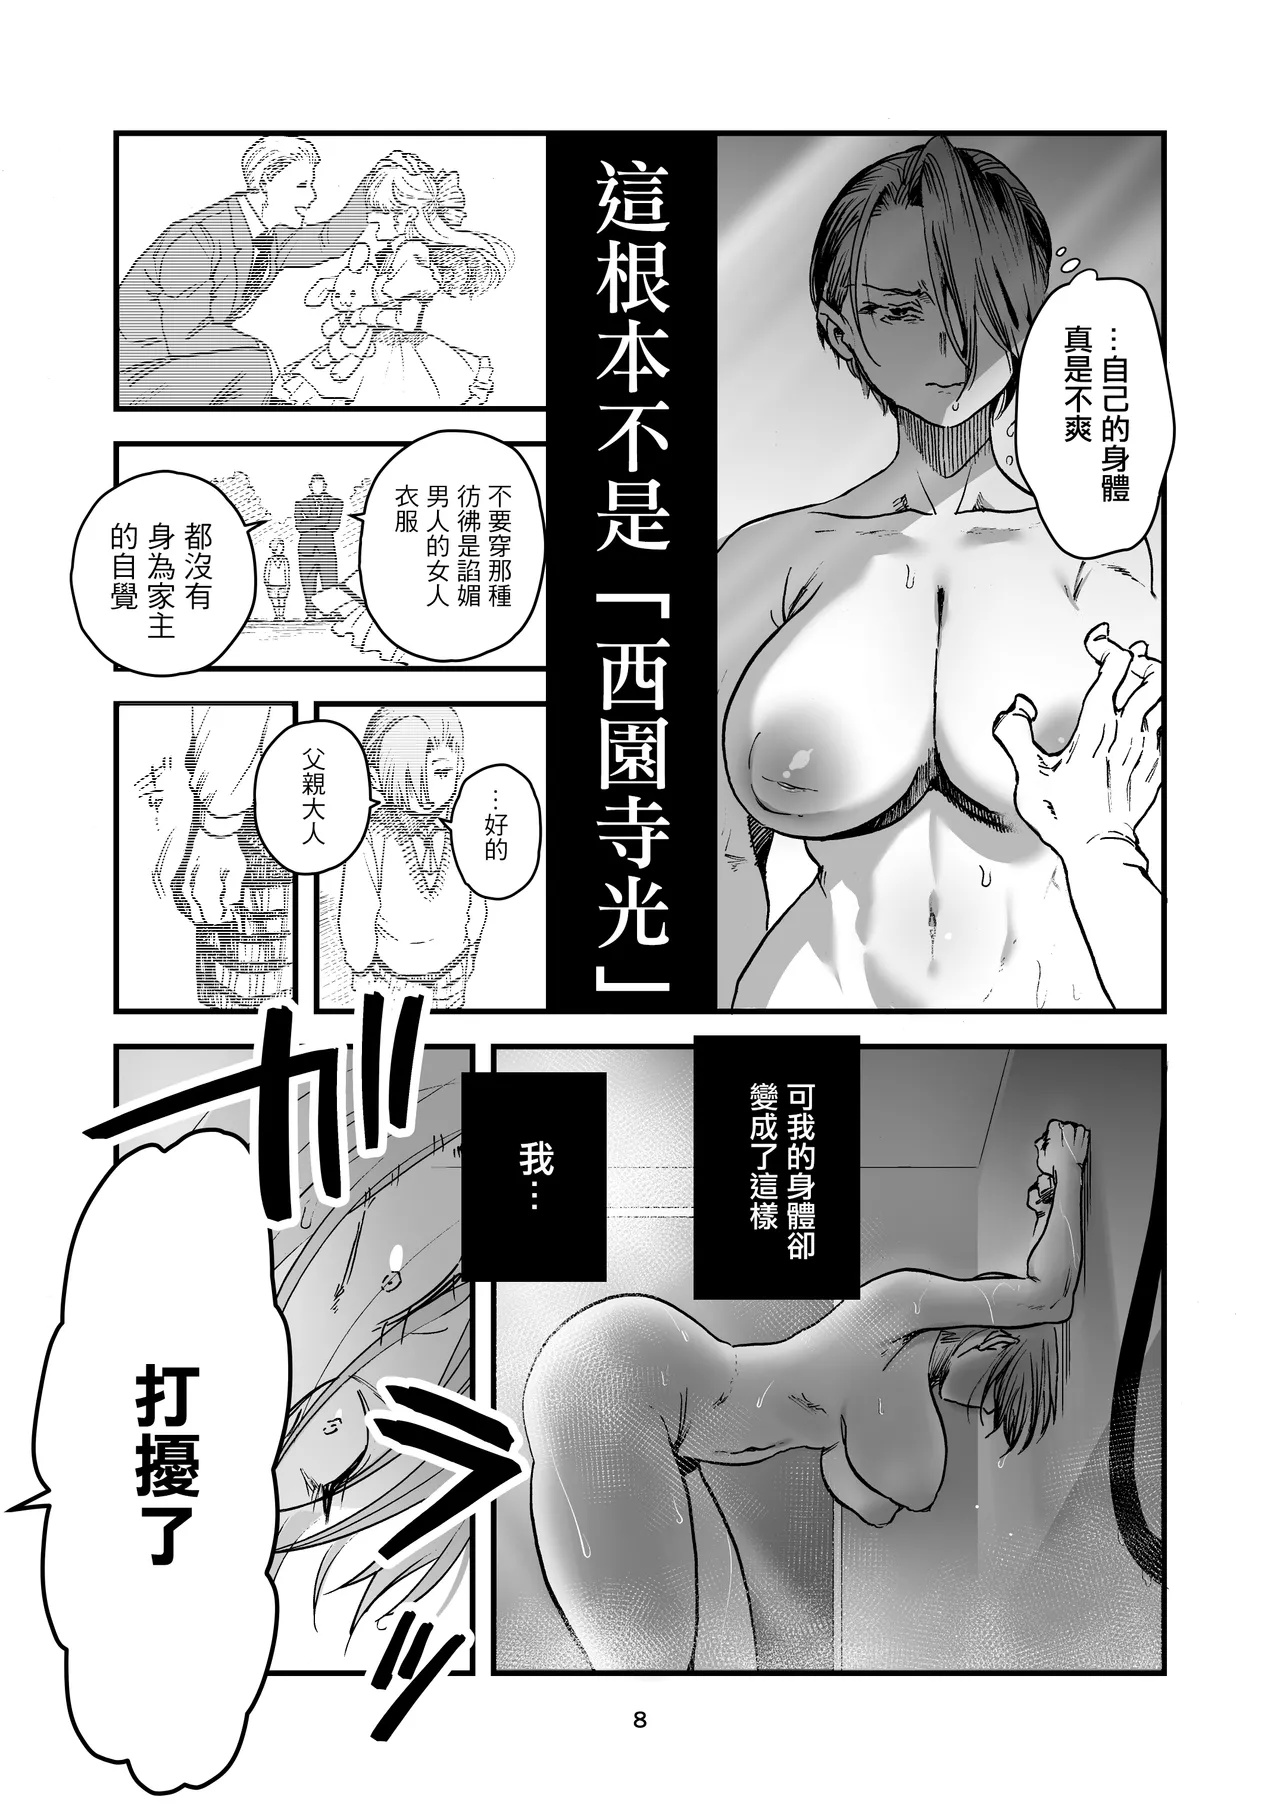 …自己的身體
真是不爽
這根本不是「西園寺光」
不要穿那種
彷彿是諂媚
男人的女人
衣服
都沒有
身為家主
的自覺
…好的
父親大人
可我的身體卻
變成了這樣
我…
ガラッ
打擾了
8